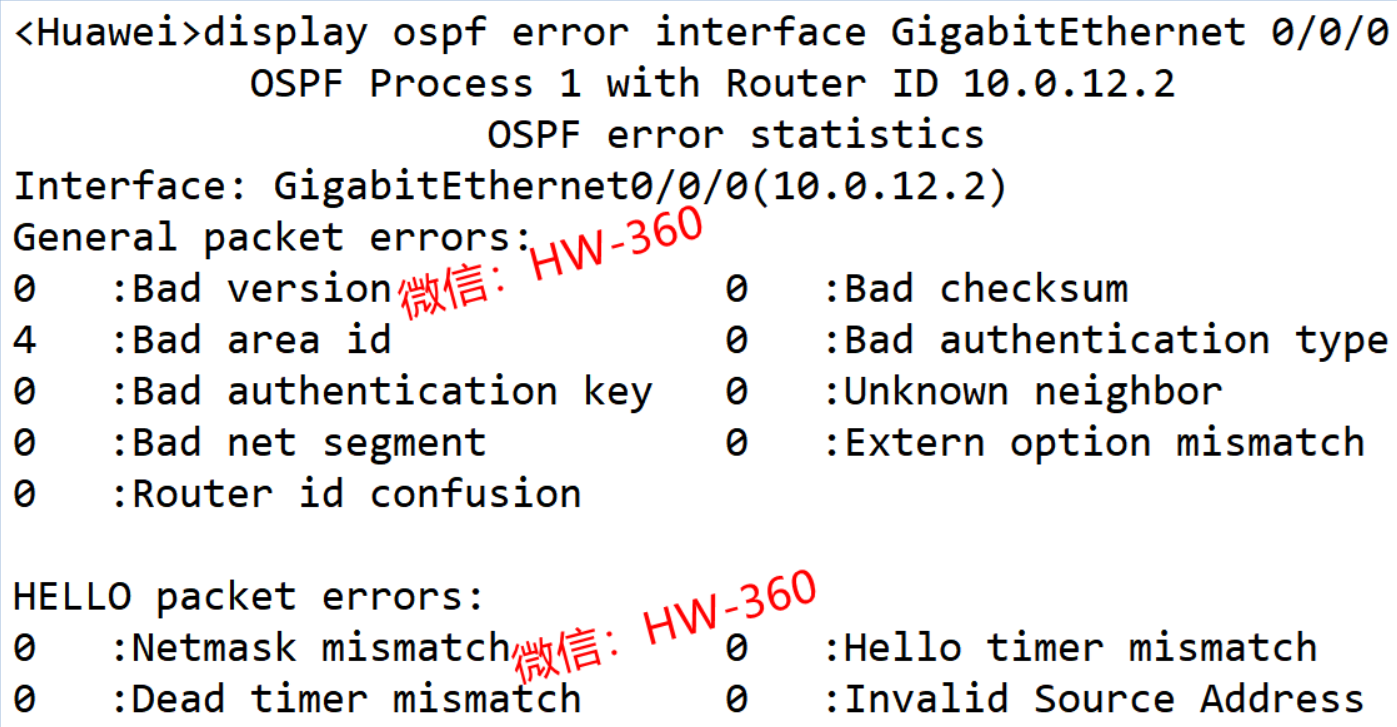 <Huawei>display ospf error interface GigabitEthernet 0/0/0
OSPF Process 1 with Router ID 10.0.12.2
OSPF error statistics
Interface: GigabitEthernet0/0/0(10.0.12.2)
General packet errors:
微信：HW-360
0 :Bad version 0 :Bad checksum
4 :Bad area id 0 :Bad authentication type
0 :Bad authentication key 0 :Unknown neighbor
0 :Bad net segment 0 :Extern option mismatch
0 :Router id confusion
HELLO packet errors:
微信：HW-360
0 :Netmask mismatch 0 :Hello timer mismatch
0 :Dead timer mismatch 0 :Invalid Source Address